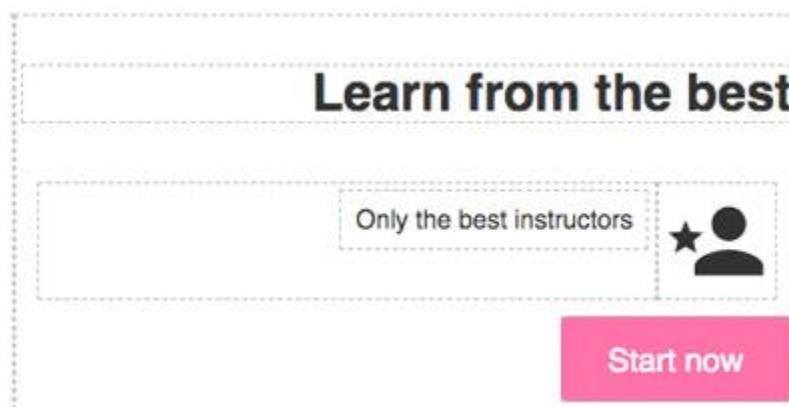 Learn from the best
Only the best instructors
Start now